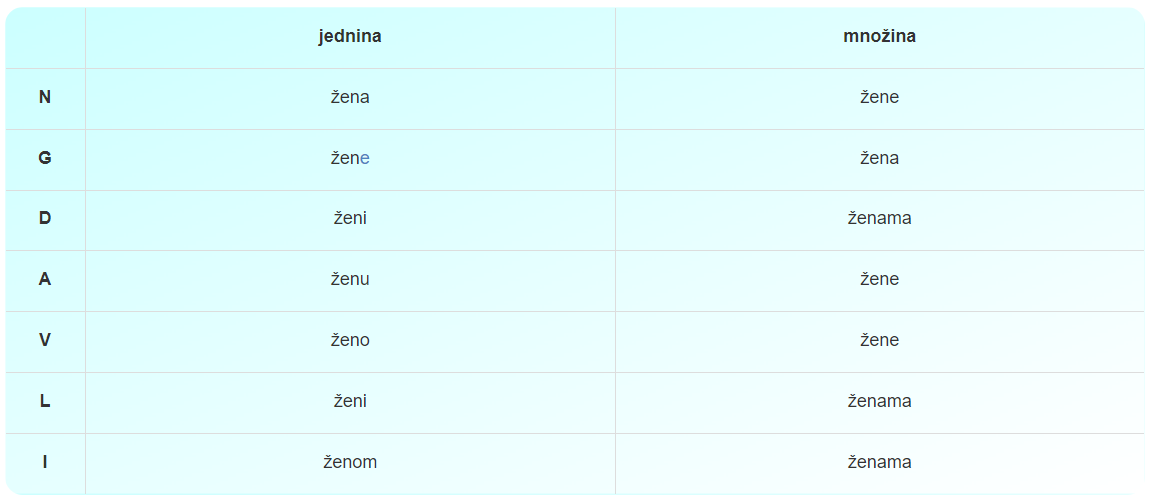 jednina množina
N žena žene
G žene žena
D ženi ženama
A ženu žene
V ženo žene
L ženi ženama
I ženom ženama